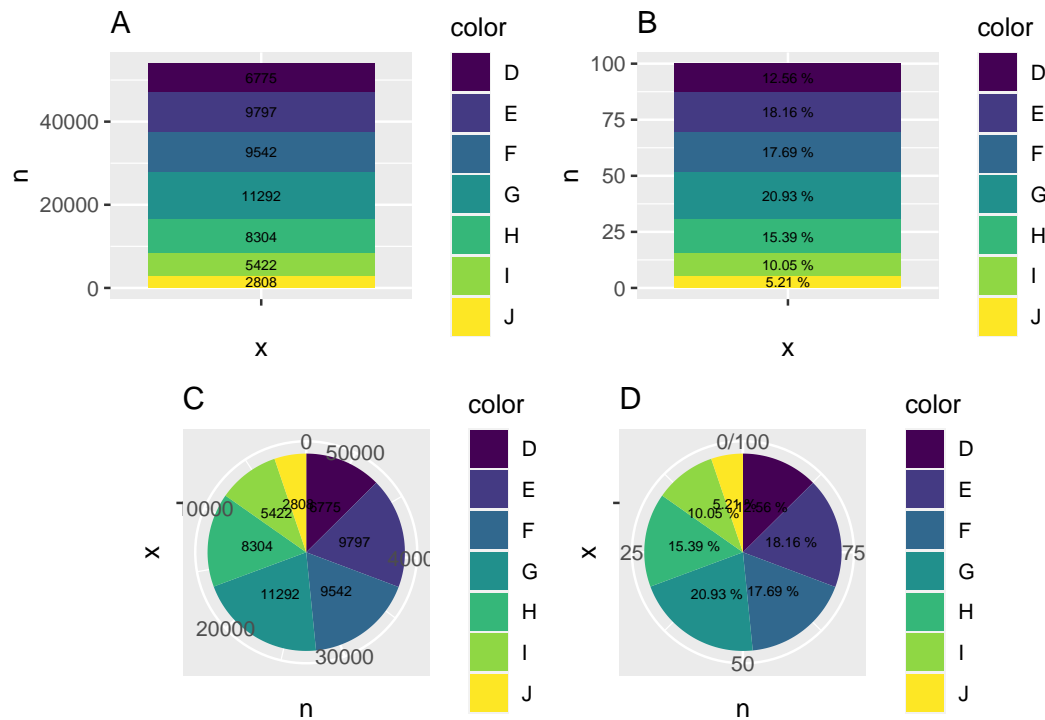 A
color
D
E
F
G
H
I
J
6775
9797
9542
11292
8304
5422
2808
40000
20000
0
n
x
B
color
D
E
F
G
H
I
J
12.56 %
18.16 %
17.69 %
20.93 %
15.39 %
10.05 %
5.21 %
100
75
50
25
0
n
x
C
color
D
E
F
G
H
I
J
0
50000
20000
30000
2808
6775
5422
9797
8304
9542
11292
x
n
D
color
D
E
F
G
H
I
J
0/100
75
50
25
5.21 %
12.56 %
10.05 %
18.16 %
15.39 %
17.69 %
20.93 %
x
n